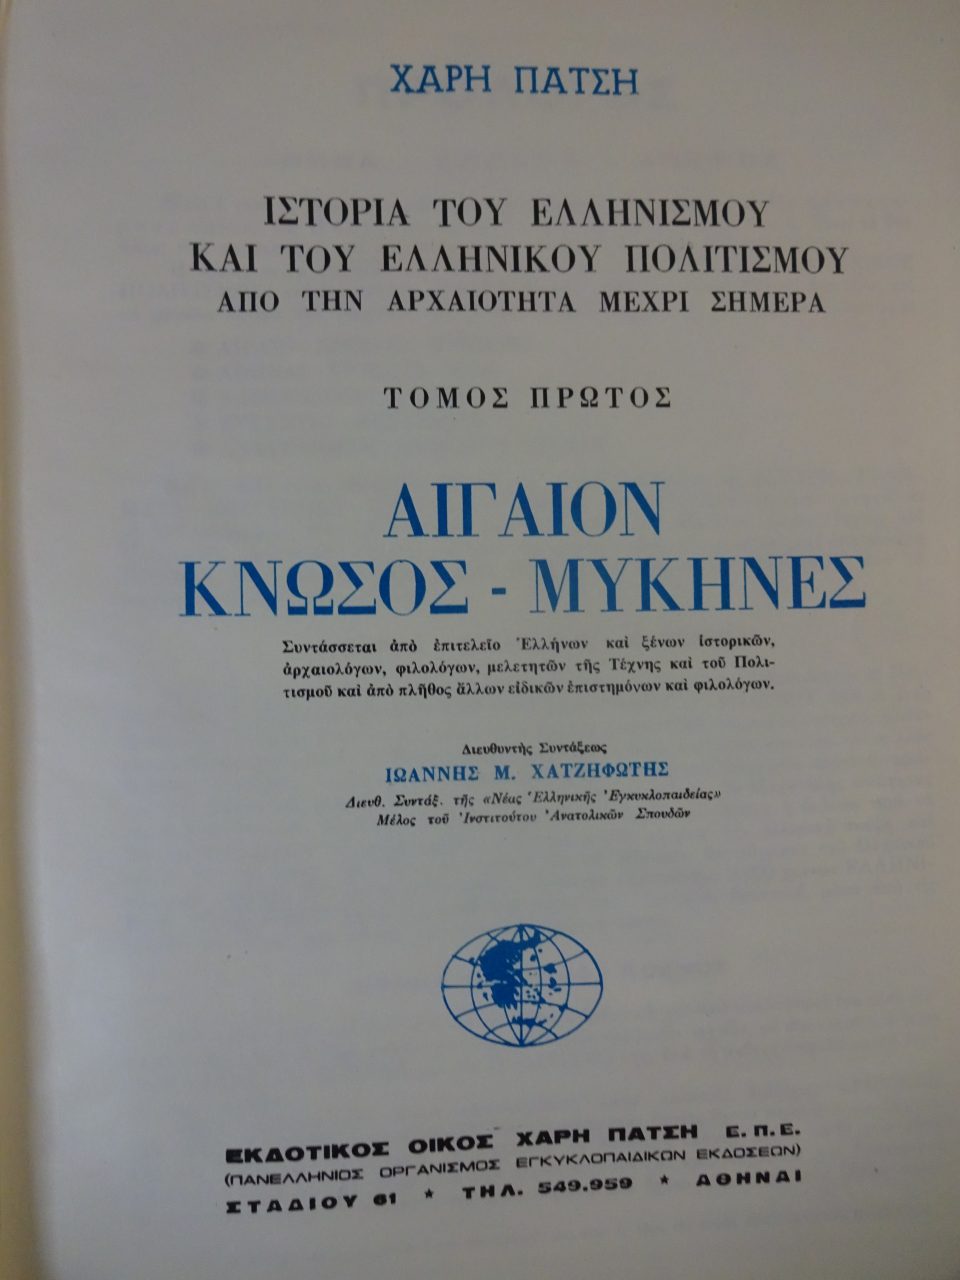 ΧΑΡΗ ΠΑΤΣΗ
ΙΣΤΟΡΙΑ ΤΟΥ ΕΛΛΗΝΙΣΜΟΥ
ΚΑΙ ΤΟΥ ΕΛΛΗΝΙΚΟΥ ΠΟΛΙΤΙΣΜΟΥ
ΑΠΟ ΤΗΝ ΑΡΧΑΙΟΤΗΤΑ ΜΕΧΡΙ ΣΗΜΕΡΑ
ΤΟΜΟΣ ΠΡΩΤΟΣ
ΑΙΓΑΙΟΝ
ΚΝΩΣΟΣ - ΜΥΚΗΝΕΣ
Συντάσσεται ἀπὸ ἐπιτελεῖο Ἑλλήνων καὶ ξένων ἱστορικῶν,
ἀρχαιολόγων, φιλολόγων, μελετητῶν τῆς Τέχνης καὶ τοῦ Πολι-
τισμοῦ καὶ ἀπὸ πλῆθος ἄλλων εἰδικῶν ἐπιστημόνων καὶ φιλολόγων.
Διευθυντὴς Συντάξεως
ΙΩΑΝΝΗΣ Μ. ΧΑΤΖΗΦΩΤΗΣ
Διευθ. Συντάξ. τῆς «Νέας Ἑλληνικῆς Ἐγκυκλοπαιδείας»
Μέλος τοῦ Ἰνστιτούτου Ἀνατολικῶν Σπουδῶν
ΕΚΔΟΤΙΚΟΣ ΟΙΚΟΣ ΧΑΡΗ ΠΑΤΣΗ Ε.Π.Ε.
(ΠΑΝΕΛΛΗΝΙΟΣ ΟΡΓΑΝΙΣΜΟΣ ΕΓΚΥΚΛΟΠΑΙΔΙΚΩΝ ΕΚΔΟΣΕΩΝ)
ΣΤΑΔΙΟΥ 61 * ΤΗΛ. 549.959 * ΑΘΗΝΑΙ